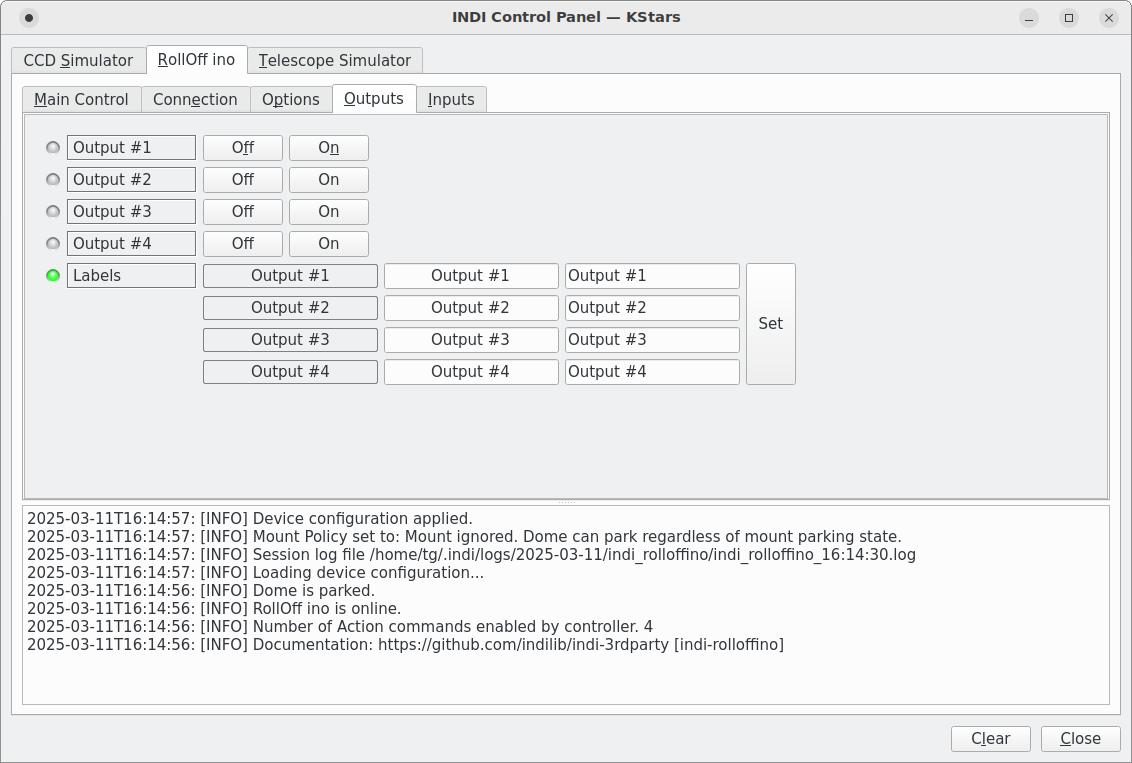 INDI Control Panel — KStars
CCD Simulator RollOff ino Telescope Simulator
Main Control Connection Options Outputs Inputs
Output #1 Off On
Output #2 Off On
Output #3 Off On
Output #4 Off On
Labels Output #1 Output #1 Output #1
Output #2 Output #2 Output #2
Set
Output #3 Output #3 Output #3
Output #4 Output #4 Output #4
2025-03-11T16:14:57: [INFO] Device configuration applied.
2025-03-11T16:14:57: [INFO] Mount Policy set to: Mount ignored. Dome can park regardless of mount parking state.
2025-03-11T16:14:57: [INFO] Session log file /home/tg/.indi/logs/2025-03-11/indi_rolloffino/indi_rolloffino_16:14:30.log
2025-03-11T16:14:57: [INFO] Loading device configuration...
2025-03-11T16:14:56: [INFO] Dome is parked.
2025-03-11T16:14:56: [INFO] RollOff ino is online.
2025-03-11T16:14:56: [INFO] Number of Action commands enabled by controller. 4
2025-03-11T16:14:56: [INFO] Documentation: https://github.com/indilib/indi-3rdparty [indi-rolloffino]
Clear Close